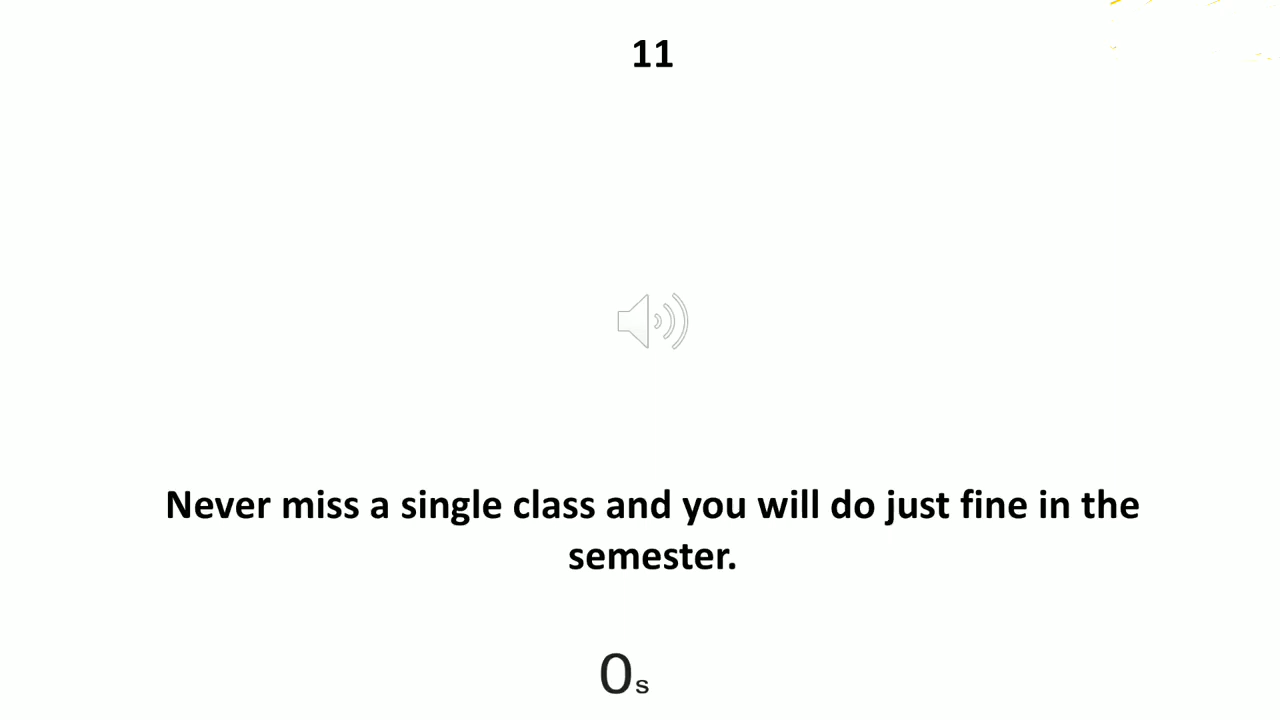 11
Never miss a single class and you will do just fine in the
semester.
0s